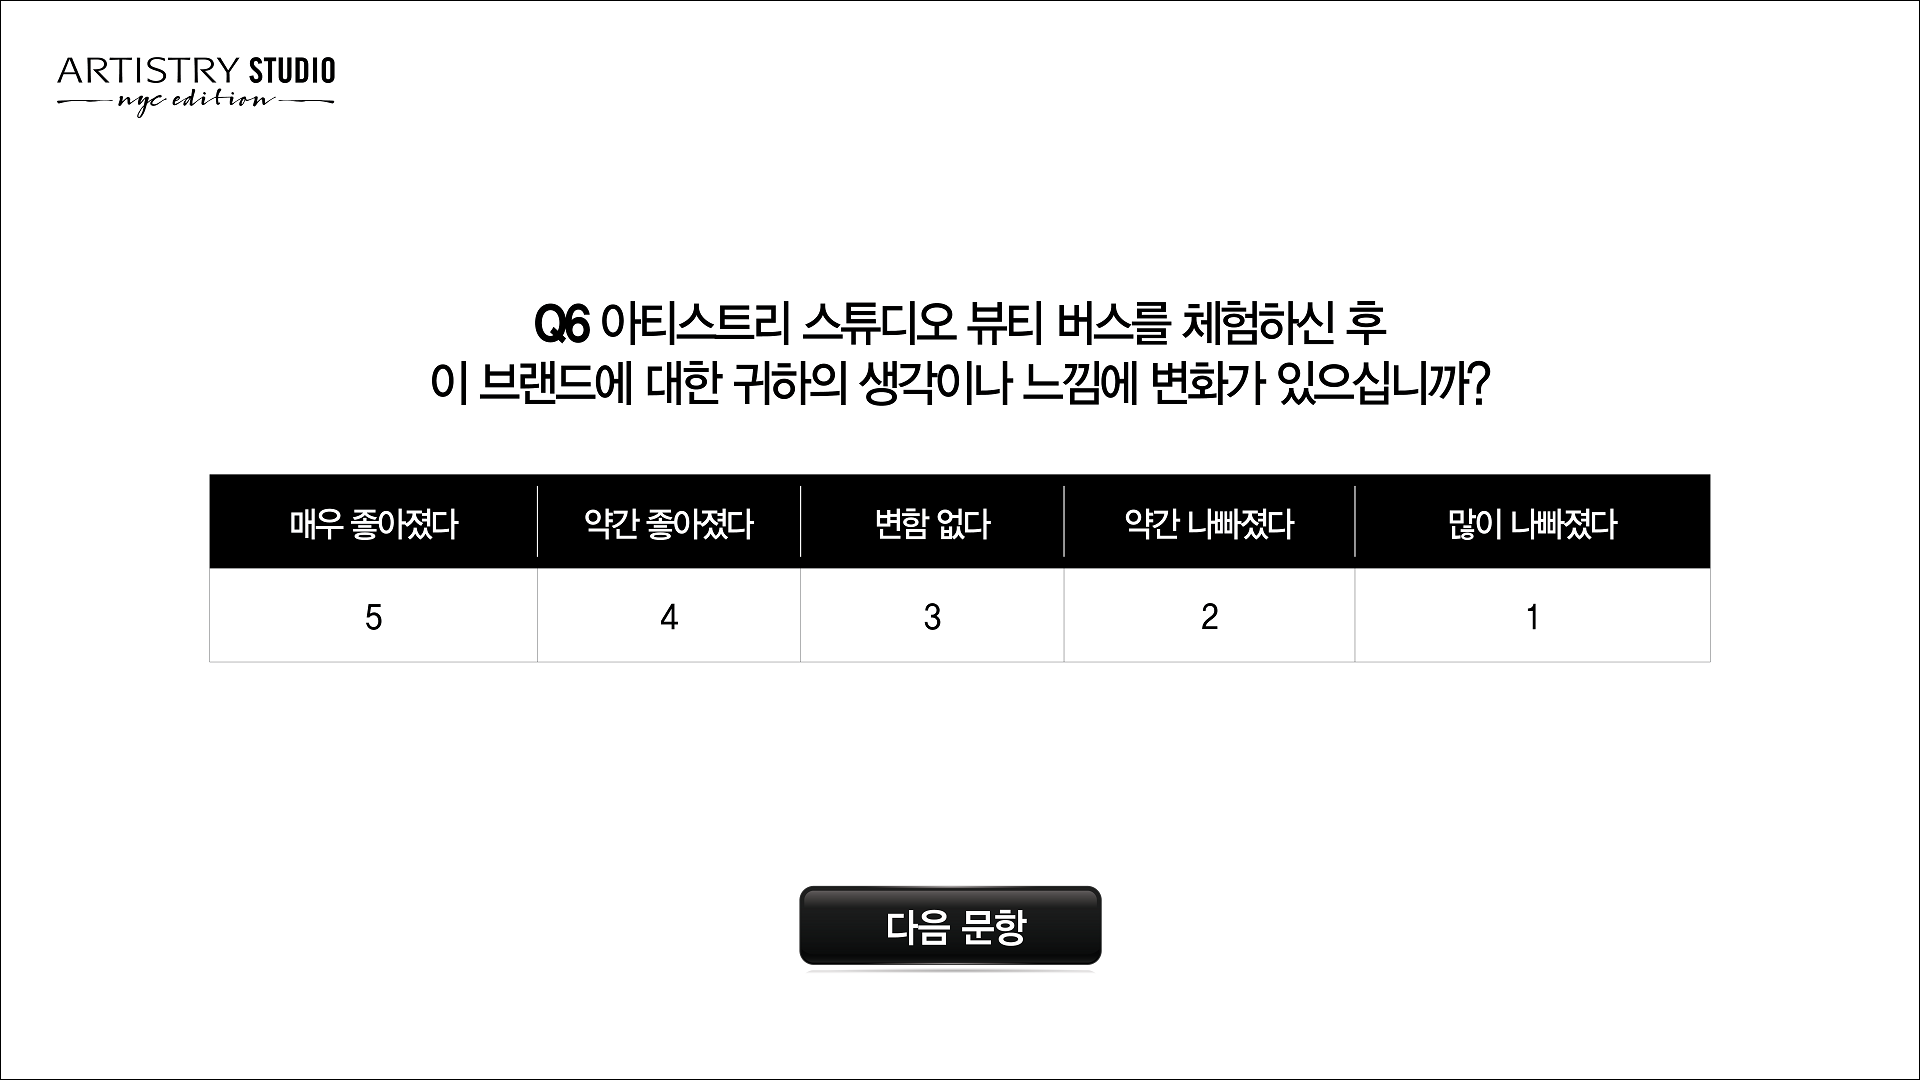 ARTISTRY STUDIO
nyc edition
Q6 아티스트리 스튜디오 뷰티 버스를 체험하신 후
이 브랜드에 대한 귀하의 생각이나 느낌에 변화가 있으십니까?
매우 좋아졌다 약간 좋아졌다 변함 없다 약간 나빠졌다 많이 나빠졌다
5 4 3 2 1
다음 문항